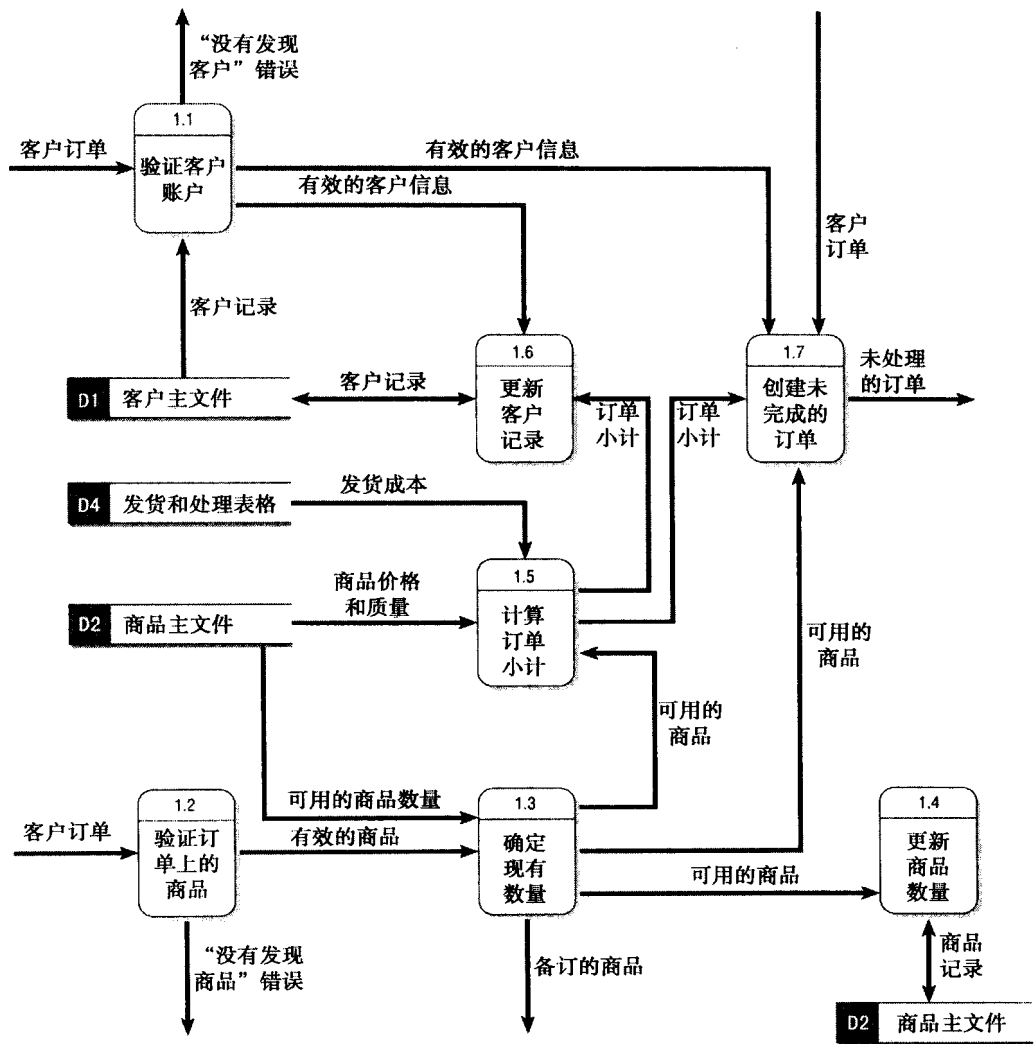 “没有发现
客户”错误
1.1
验证客户
账户
客户订单
有效的客户信息
有效的客户信息
客户
订单
客户记录
D1 客户主文件
客户记录
1.6
更新
客户
记录
订单
小计
订单
小计
1.7
创建未
完成的
订单
未处理
的订单
D4 发货和处理表格
发货成本
D2 商品主文件
商品价格
和质量
1.5
计算
订单
小计
可用的
商品
可用的
商品
客户订单
1.2
验证订
单上的
商品
可用的商品数量
有效的商品
1.3
确定
现有
数量
可用的商品
1.4
更新
商品
数量
“没有发现
商品”错误
备订的商品
商品
记录
D2 商品主文件